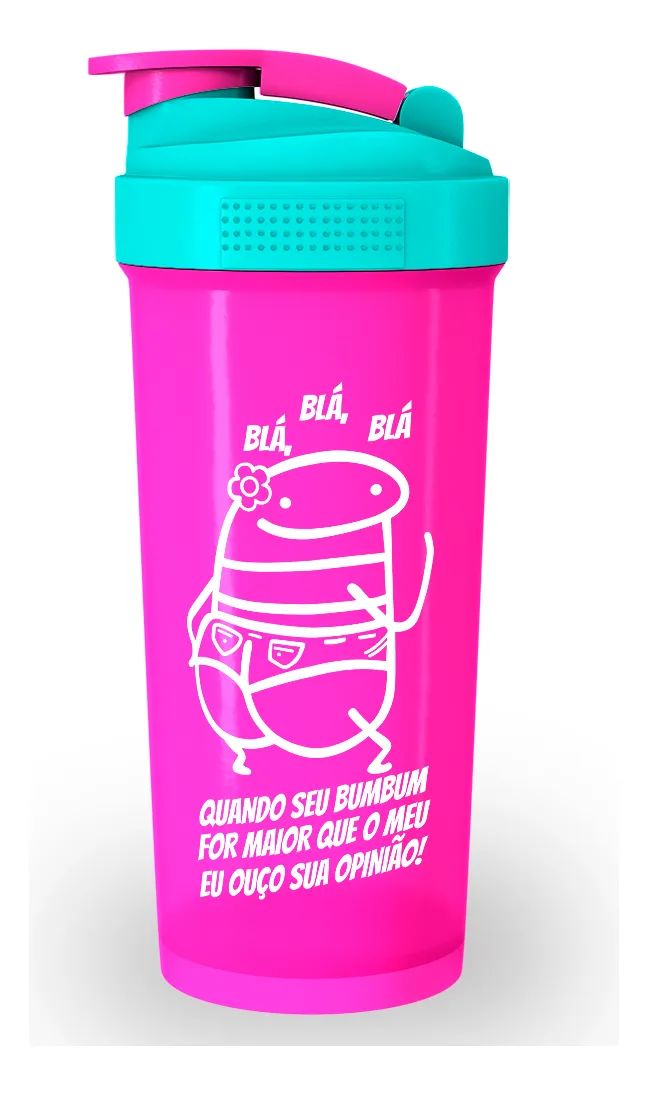 BLÁ,
BLÁ,
BLÁ
QUANDO SEU BUMBUM
FOR MAIOR QUE O MEU
EU OUÇO SUA OPINIÃO!